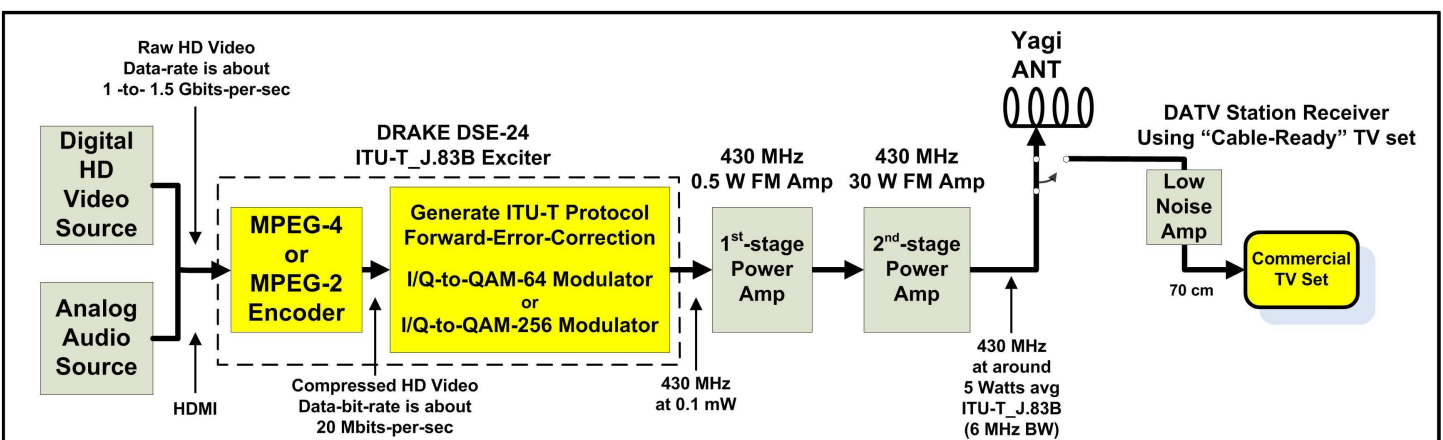 Raw HD Video
Data-rate is about
1 -to- 1.5 Gbits-per-sec
Digital
HD
Video
Source
Analog
Audio
Source
HDMI
DRAKE DSE-24
ITU-T_J.83B Exciter
MPEG-4
or
MPEG-2
Encoder
Compressed HD Video
Data-bit-rate is about
20 Mbits-per-sec
Generate ITU-T Protocol
Forward-Error-Correction
I/Q-to-QAM-64 Modulator
or
I/Q-to-QAM-256 Modulator
430 MHz
at 0.1 mW
430 MHz
0.5 W FM Amp
1st-stage
Power
Amp
430 MHz
30 W FM Amp
2nd-stage
Power
Amp
430 MHz
at around
5 Watts avg
ITU-T_J.83B
(6 MHz BW)
Yagi
ANT
DATV Station Receiver
Using “Cable-Ready” TV set
Low
Noise
Amp
70 cm
Commercial
TV Set